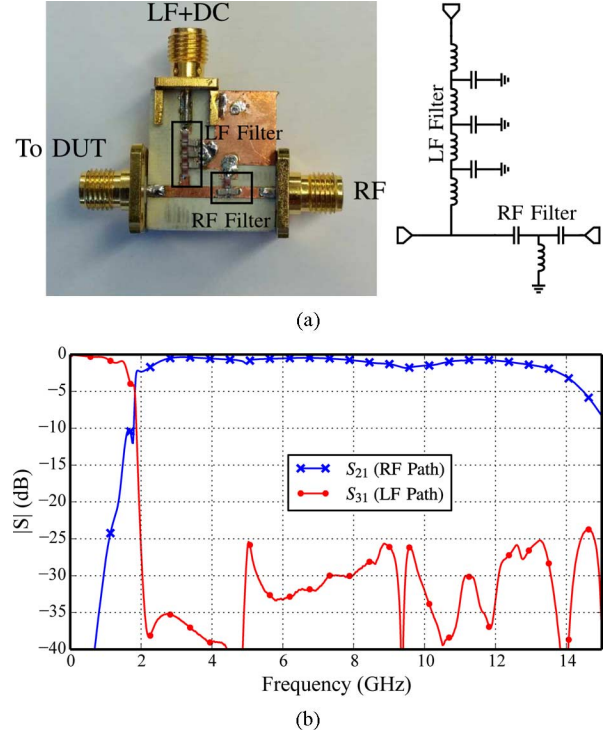 LF+DC
To DUT
LF Filter
RF
RF Filter
LF Filter
RF Filter
(a)
0
−5
−10
−15
−20
−25
−30
−35
−40
|S| (dB)
S21 (RF Path)
S31 (LF Path)
0 2 4 6 8 10 12 14
Frequency (GHz)
(b)